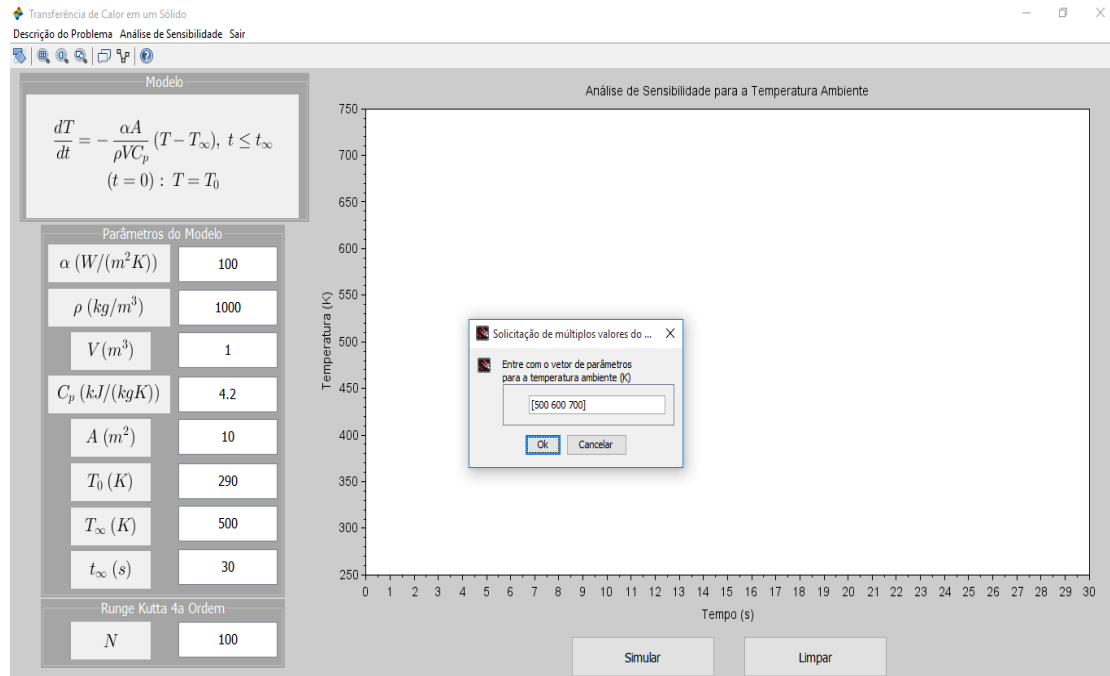 Transferência de Calor em um Sólido
Descrição do Problema Análise de Sensibilidade Sair
Modelo
dT/dt = − αA/(ρVC_p) (T − T_∞), t ≤ t_∞
(t = 0) : T = T_0
Parâmetros do Modelo
α (W/(m²K)) 100
ρ (kg/m³) 1000
V(m³) 1
C_p (kJ/(kgK)) 4.2
A (m²) 10
T_0 (K) 290
T_∞ (K) 500
t_∞ (s) 30
Runge Kutta 4a Ordem
N 100
Análise de Sensibilidade para a Temperatura Ambiente
Temperatura (K)
750
700
650
600
550
500
450
400
350
300
250
0 1 2 3 4 5 6 7 8 9 10 11 12 13 14 15 16 17 18 19 20 21 22 23 24 25 26 27 28 29 30
Tempo (s)
Solicitação de múltiplos valores do ...
Entre com o vetor de parâmetros
para a temperatura ambiente (K)
[500 600 700]
Ok Cancelar
Simular Limpar